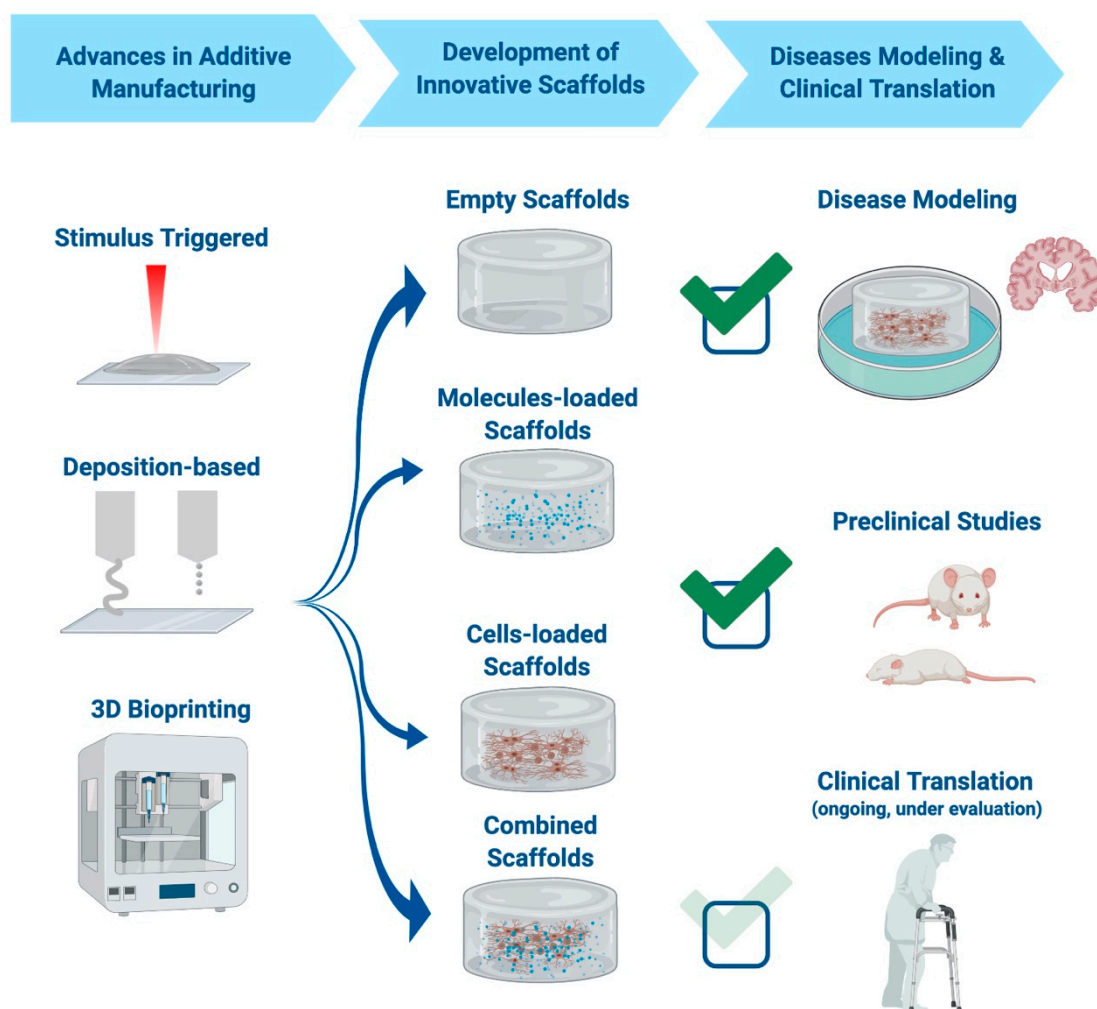 Advances in Additive
Manufacturing
Development of
Innovative Scaffolds
Diseases Modeling &
Clinical Translation
Stimulus Triggered
Deposition-based
3D Bioprinting
Empty Scaffolds
Molecules-loaded
Scaffolds
Cells-loaded
Scaffolds
Combined
Scaffolds
Disease Modeling
Preclinical Studies
Clinical Translation
(ongoing, under evaluation)